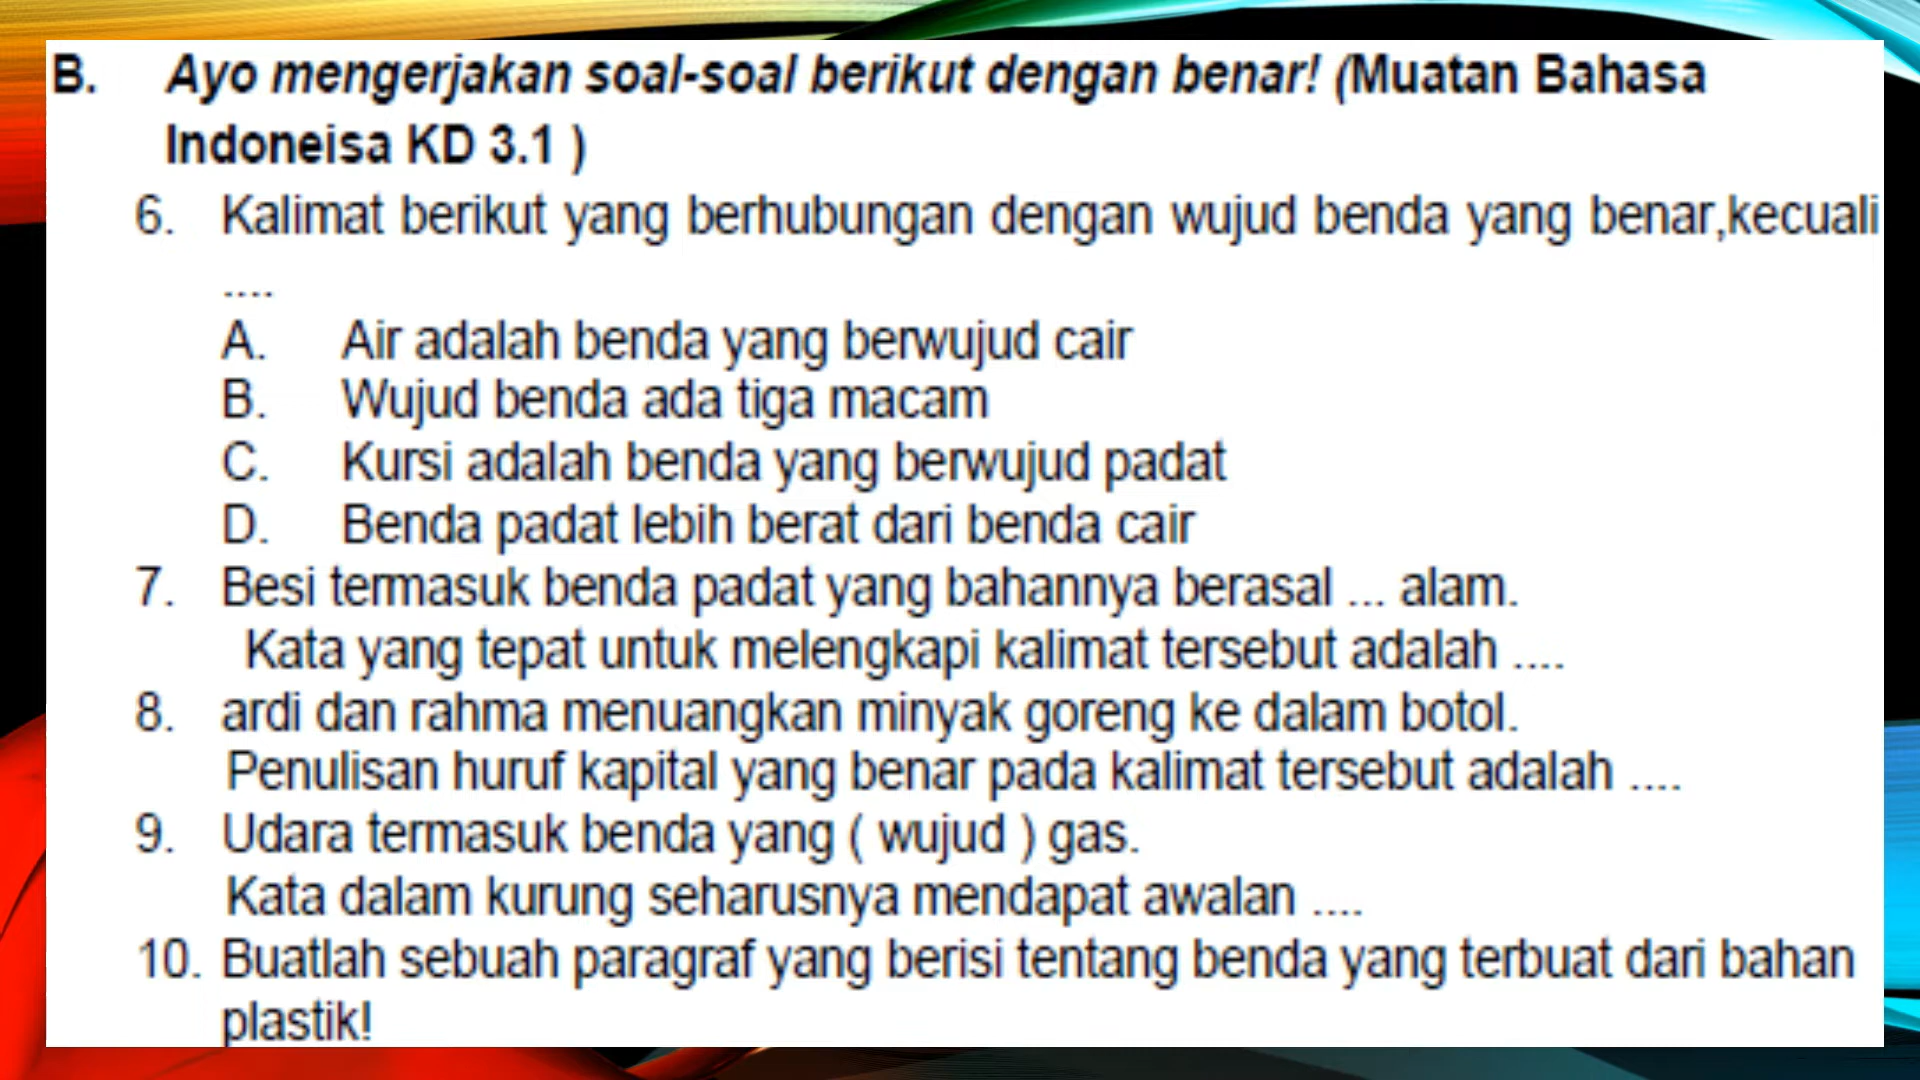 B. Ayo mengerjakan soal-soal berikut dengan benar! (Muatan Bahasa
Indoneisa KD 3.1 )
6. Kalimat berikut yang berhubungan dengan wujud benda yang benar,kecuali
....
A. Air adalah benda yang berwujud cair
B. Wujud benda ada tiga macam
C. Kursi adalah benda yang berwujud padat
D. Benda padat lebih berat dari benda cair
7. Besi termasuk benda padat yang bahannya berasal ... alam.
Kata yang tepat untuk melengkapi kalimat tersebut adalah ....
8. ardi dan rahma menuangkan minyak goreng ke dalam botol.
Penulisan huruf kapital yang benar pada kalimat tersebut adalah ....
9. Udara termasuk benda yang ( wujud ) gas.
Kata dalam kurung seharusnya mendapat awalan ....
10. Buatlah sebuah paragraf yang berisi tentang benda yang terbuat dari bahan
plastik!